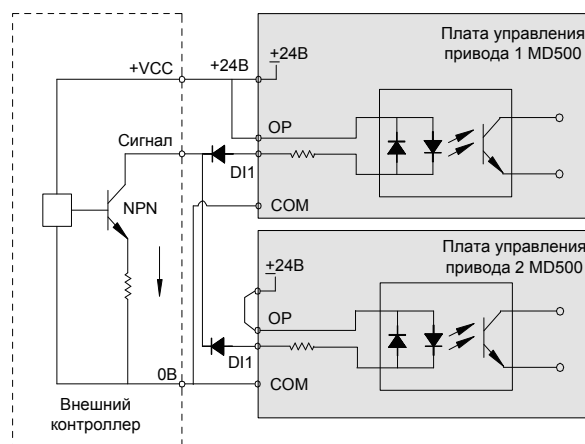 Плата управления
привода 1 MD500
+24В
+VCC
+24В
OP
Сигнал
DI1
NPN
COM
Плата управления
привода 2 MD500
+24В
OP
DI1
0В
COM
Внешний
контроллер